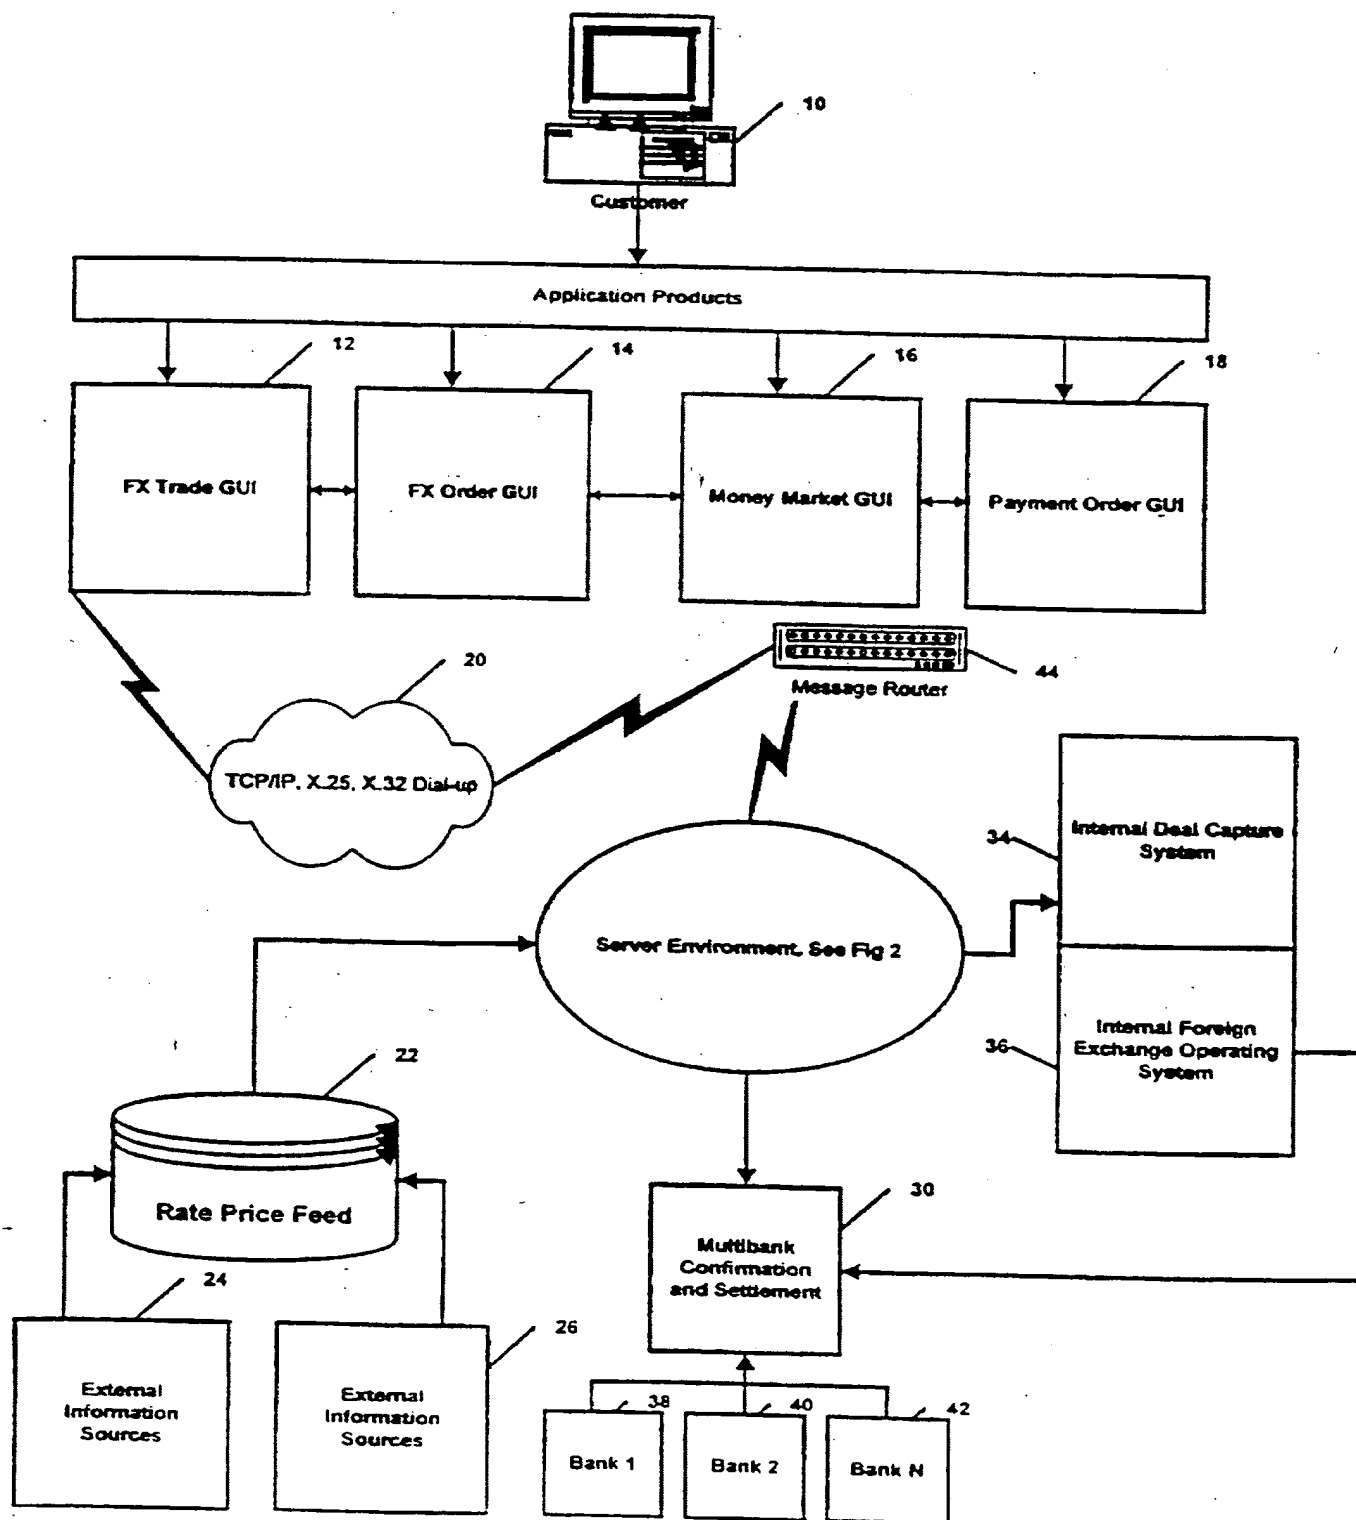 10
Customer
Application Products
12
14
16
18
FX Trade GUI
FX Order GUI
Money Market GUI
Payment Order GUI
20
44
Message Router
TCP/IP, X.25, X.32 Dial-up
34
Internal Deal Capture
System
Server Environment, See Fig 2
36
Internal Foreign
Exchange Operating
System
22
Rate Price Feed
30
Multibank
Confirmation
and Settlement
24
26
External
Information
Sources
External
Information
Sources
38
40
42
Bank 1
Bank 2
Bank N